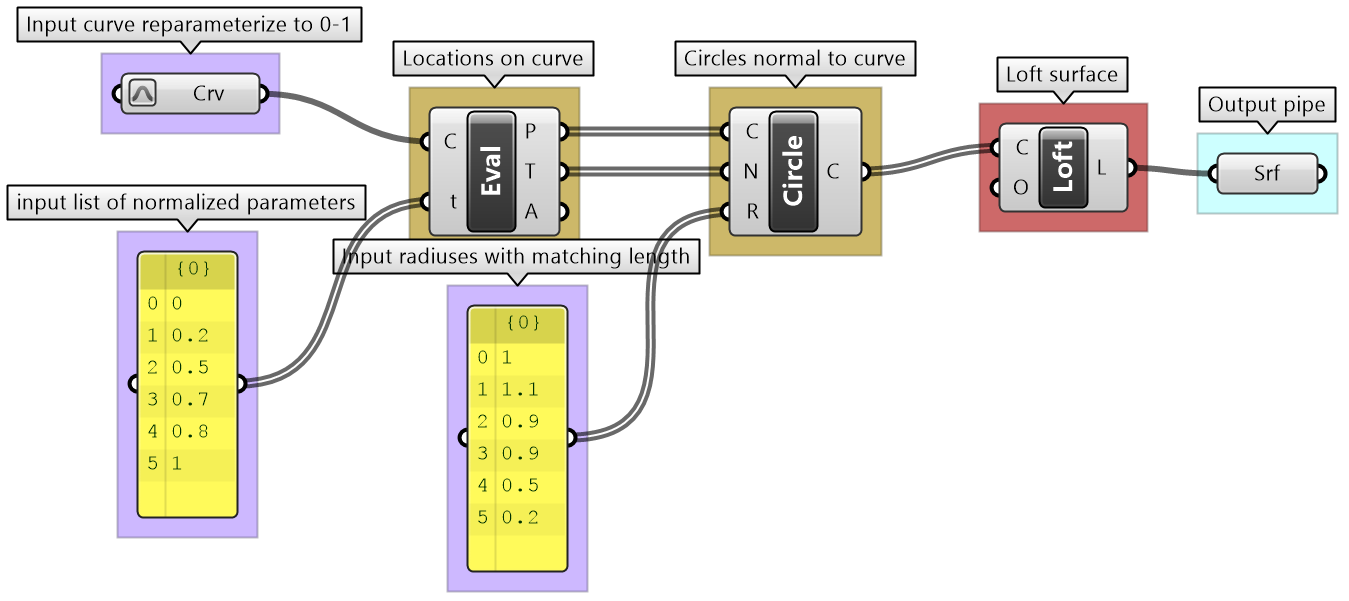 Input curve reparameterize to 0-1
Crv
Locations on curve
C
t
Eval
P
T
A
Circles normal to curve
C
N
R
Circle
C
Loft surface
C
O
Loft
L
Output pipe
Srf
input list of normalized parameters
{0}
0 0
1 0.2
2 0.5
3 0.7
4 0.8
5 1
Input radiuses with matching length
{0}
0 1
1 1.1
2 0.9
3 0.9
4 0.5
5 0.2